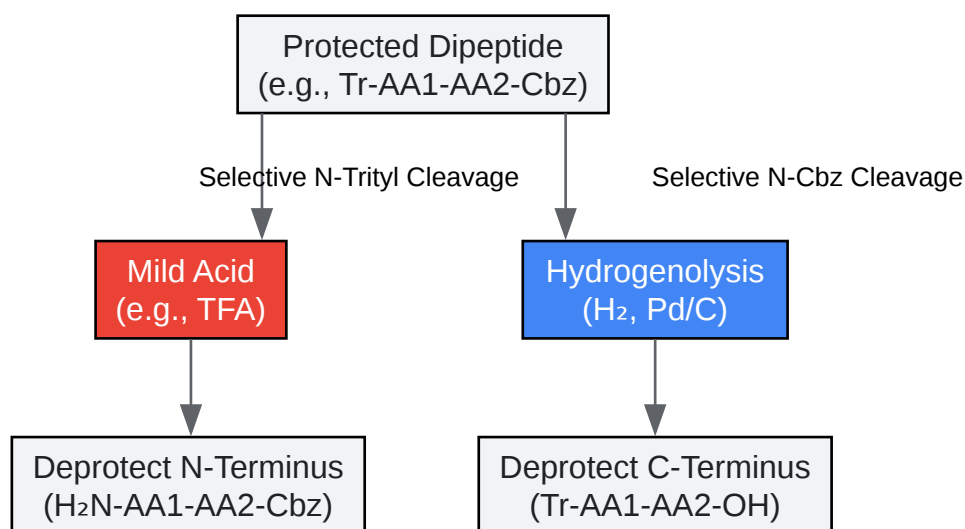 Protected Dipeptide
(e.g., Tr-AA1-AA2-Cbz)
Selective N-Trityl Cleavage
Selective N-Cbz Cleavage
Mild Acid
(e.g., TFA)
Hydrogenolysis
(H₂, Pd/C)
Deprotect N-Terminus
(H₂N-AA1-AA2-Cbz)
Deprotect C-Terminus
(Tr-AA1-AA2-OH)